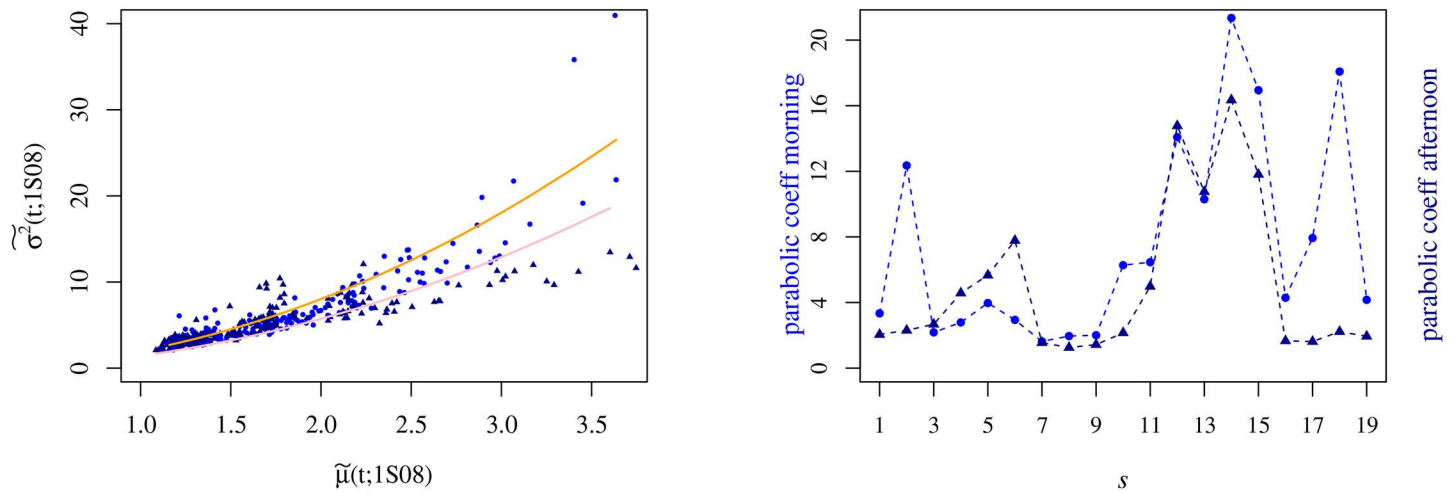 40
30
20
10
0
1.0 1.5 2.0 2.5 3.0 3.5
σ̃²(t;1S08)
μ̃(t;1S08)
20
16
12
8
4
0
1 3 5 7 9 11 13 15 17 19
parabolic coeff morning
s
parabolic coeff afternoon